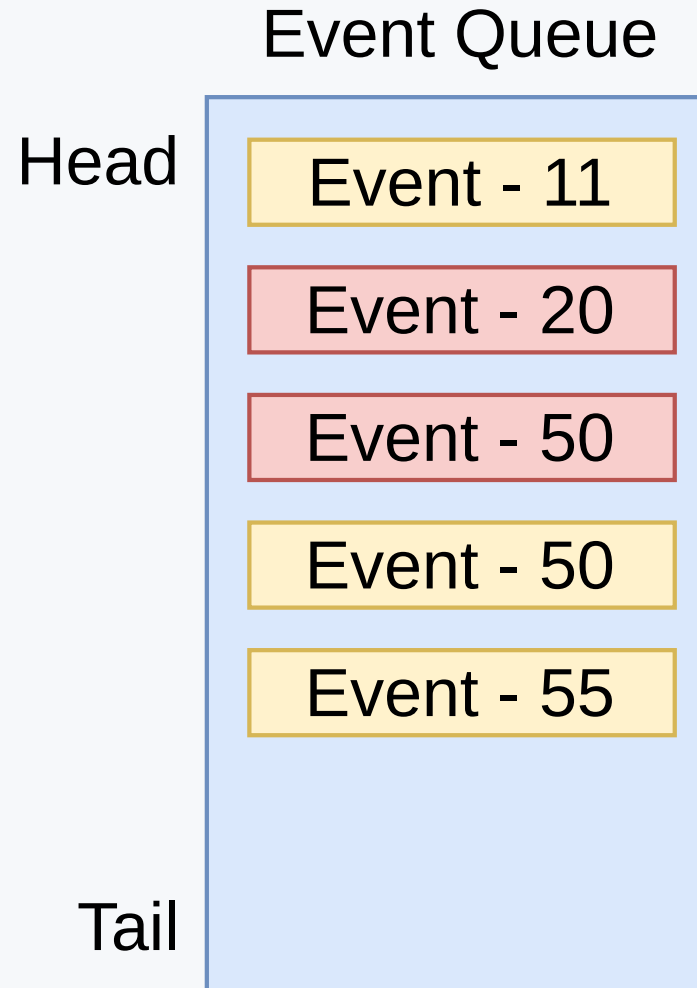 Event Queue
Head
Event - 11
Event - 20
Event - 50
Event - 50
Event - 55
Tail